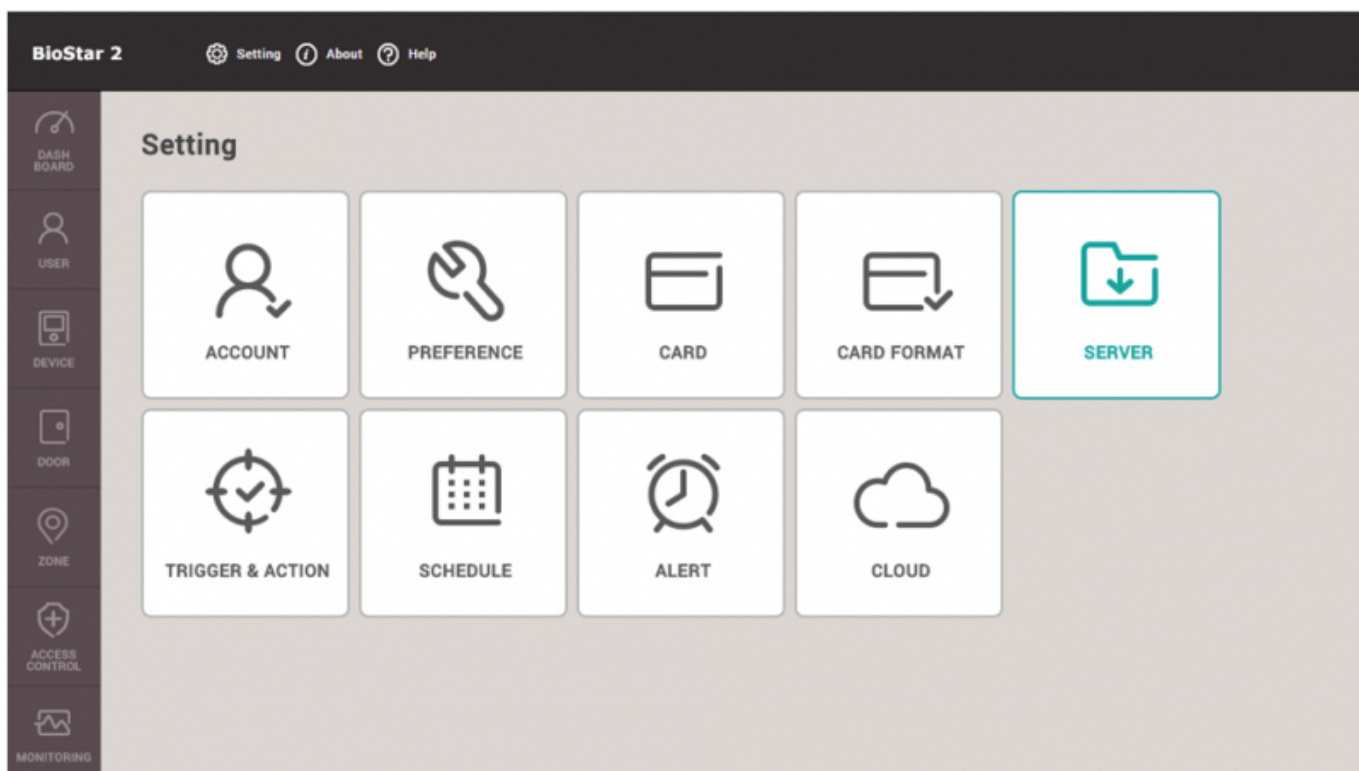 BioStar 2
Setting
About
Help
DASH
BOARD
USER
DEVICE
DOOR
ZONE
ACCESS
CONTROL
MONITORING
Setting
ACCOUNT
PREFERENCE
CARD
CARD FORMAT
SERVER
TRIGGER & ACTION
SCHEDULE
ALERT
CLOUD